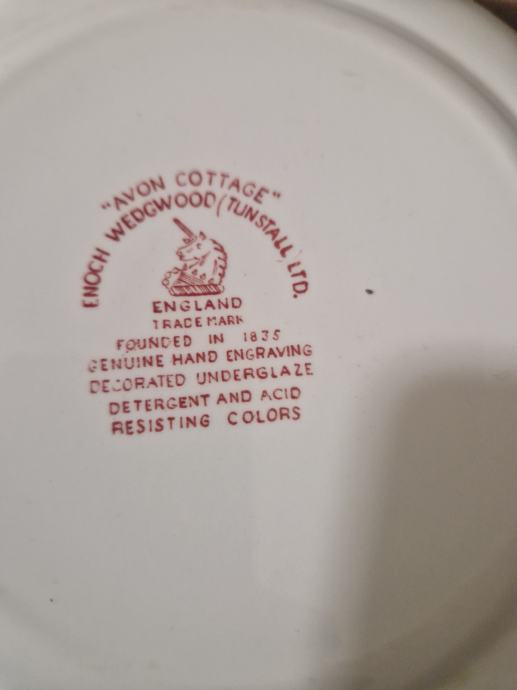 "AVON COTTAGE"
ENOCH WEDGWOOD (TUNSTALL) LTD.
ENGLAND
TRADE MARK
FOUNDED IN 1835
GENUINE HAND ENGRAVING
DECORATED UNDERGLAZE
DETERGENT AND ACID
RESISTING COLORS